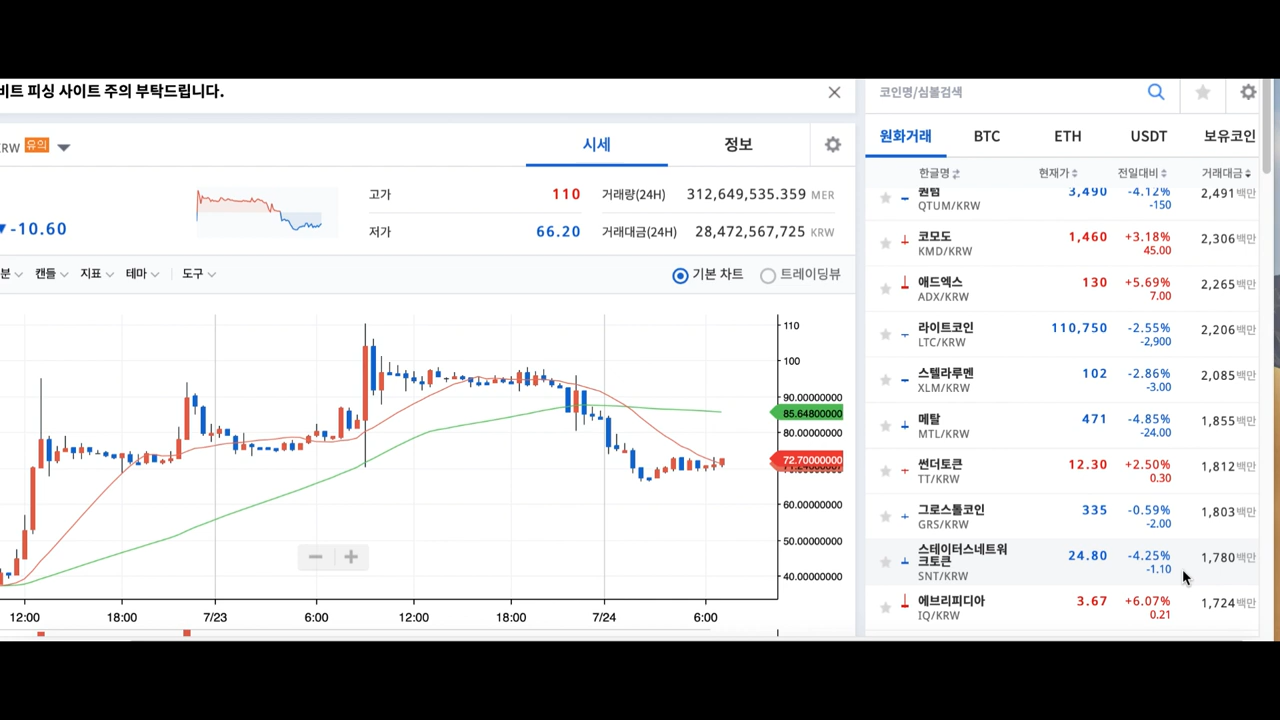 비트 피싱 사이트 주의 부탁드립니다.
RW 유의
시세 정보
-10.60
고가 110 거래량(24H) 312,649,535.359 MER
저가 66.20 거래대금(24H) 28,472,567,725 KRW
분 캔들 지표 테마 도구 기본 차트 트레이딩뷰
110
100
90.00000000
85.64800000
80.00000000
72.70000000
60.00000000
50.00000000
40.00000000
12:00 18:00 7/23 6:00 12:00 18:00 7/24 6:00
코인명/심볼검색
원화거래 BTC ETH USDT 보유코인
한글명 현재가 전일대비 거래대금
퀀텀 3,490 -4.12% 2,491백만
QTUM/KRW -150
코모도 1,460 +3.18% 2,306백만
KMD/KRW 45.00
애드엑스 130 +5.69% 2,265백만
ADX/KRW 7.00
라이트코인 110,750 -2.55% 2,206백만
LTC/KRW -2,900
스텔라루멘 102 -2.86% 2,085백만
XLM/KRW -3.00
메탈 471 -4.85% 1,855백만
MTL/KRW -24.00
썬더토큰 12.30 +2.50% 1,812백만
TT/KRW 0.30
그로스톨코인 335 -0.59% 1,803백만
GRS/KRW -2.00
스테이터스네트워
크토큰 24.80 -4.25% 1,780백만
SNT/KRW -1.10
에브리피디아 3.67 +6.07% 1,724백만
IQ/KRW 0.21